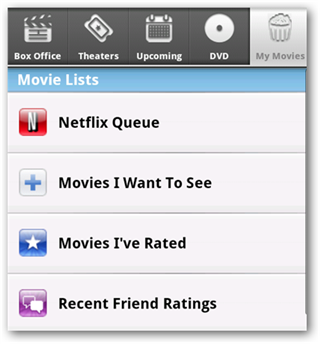 Box Office Theaters Upcoming DVD My Movies
Movie Lists
N Netflix Queue
Movies I Want To See
Movies I've Rated
Recent Friend Ratings